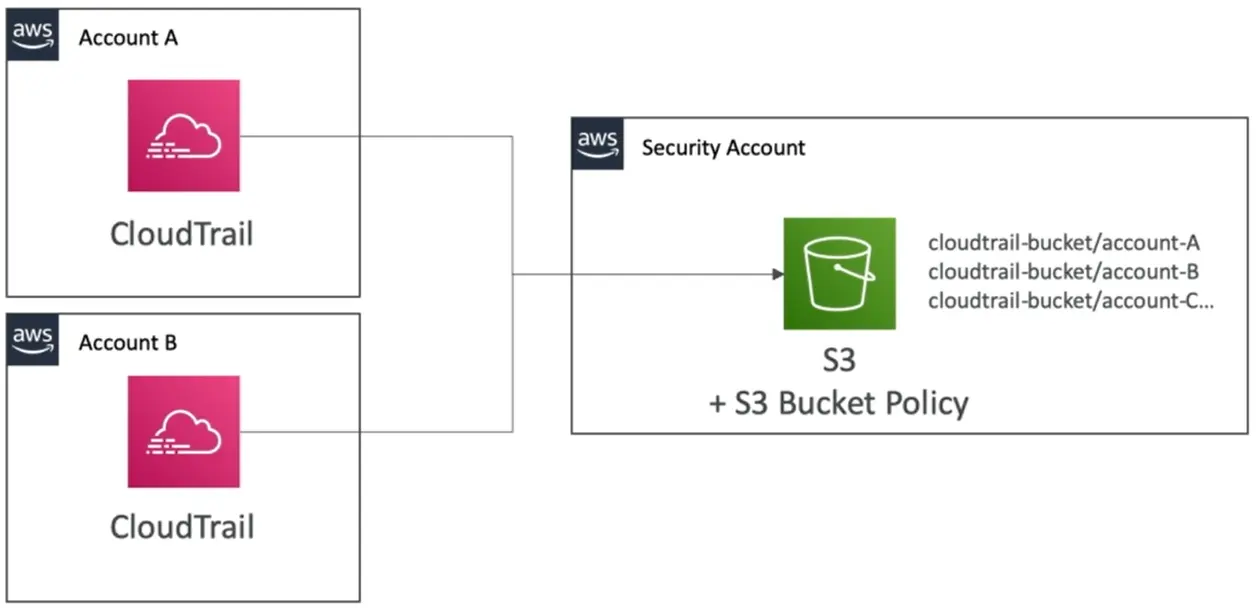 aws
Account A
CloudTrail
aws
Account B
CloudTrail
aws
Security Account
cloudtrail-bucket/account-A
cloudtrail-bucket/account-B
cloudtrail-bucket/account-C...
S3
+ S3 Bucket Policy